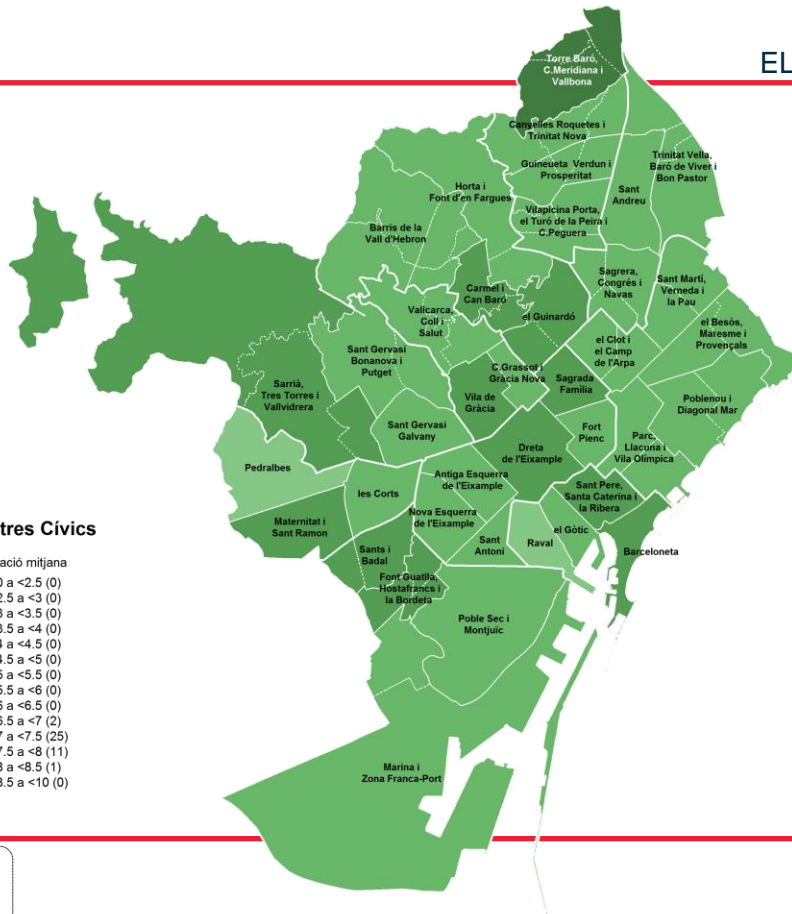 EL
Torre Baró,
C.Meridiana i
Vallbona
Canyelles Roquetes i
Trinitat Nova
Guineueta Verdun i
Prosperitat
Trinitat Vella,
Baró de Viver i
Bon Pastor
Sant
Andreu
Horta i
Font d'en Fargues
Vilapicina Porta,
el Turó de la Peira i
C.Peguera
Barris de la
Vall d'Hebron
Sagrera,
Congrés i
Navas
Sant Martí,
Verneda i
la Pau
Carmel i
Can Baró
Vallcarca,
Coll i
Salut
el Guinardó
el Besòs,
Maresme i
Provençals
el Clot i
el Camp
de l'Arpa
Sant Gervasi
Bonanova i
Putget
C.Grassot i
Gràcia Nova
Sagrada
Família
Sarrià,
Tres Torres i
Vallvidrera
Vila de
Gràcia
Poblenou i
Diagonal Mar
Sant Gervasi
Galvany
Fort
Pienc
Parc,
Llacuna i
Vila Olímpica
Dreta
de l'Eixample
Pedralbes
Antiga Esquerra
de l'Eixample
les Corts
Sant Pere,
Santa Caterina i
la Ribera
Nova Esquerra
de l'Eixample
Maternitat i
Sant Ramon
el Gòtic
Sant
Antoni
Raval
Barceloneta
Sants i
Badal
Font Guatlla,
Hostafrancs i
la Bordeta
Poble Sec i
Montjuïc
Marina i
Zona Franca-Port
tres Cívics
ació mitjana
0 a <2.5 (0)
2.5 a <3 (0)
3 a <3.5 (0)
3.5 a <4 (0)
4 a <4.5 (0)
4.5 a <5 (0)
5 a <5.5 (0)
5.5 a <6 (0)
6 a <6.5 (0)
6.5 a <7 (2)
7 a <7.5 (25)
7.5 a <8 (11)
8 a <8.5 (1)
8.5 a <10 (0)